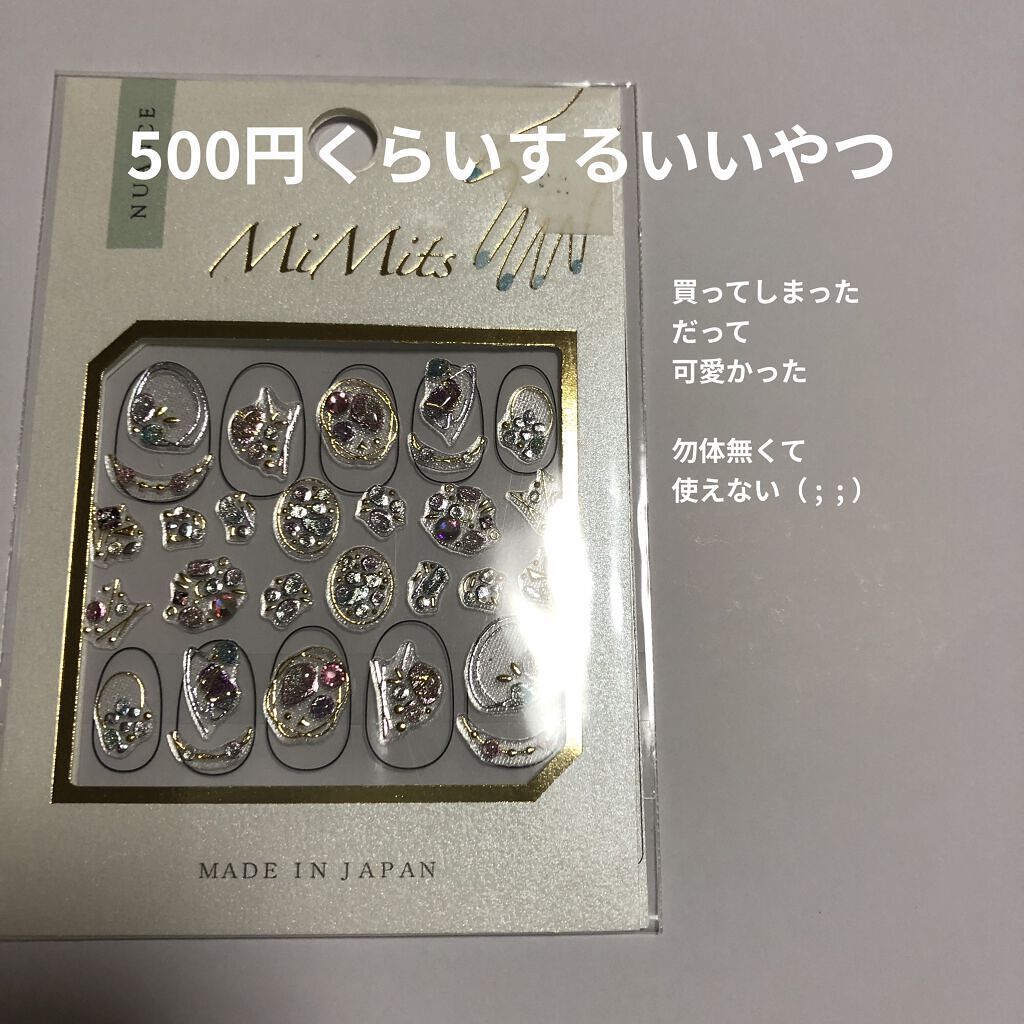 500円くらいするいいやつ
NUANCE
MiMits
買ってしまった
だって
可愛かった
勿体無くて
使えない（ ; ; ）
MADE IN JAPAN